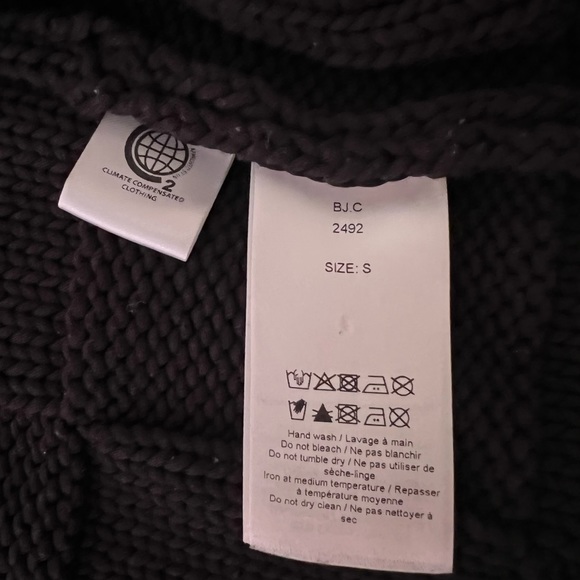 2
CLIMATE COMPENSATED
CLOTHING
BJ.C
2492
SIZE: S
Hand wash / Lavage à main
Do not bleach / Ne pas blanchir
Do not tumble dry / Ne pas utiliser de
sèche-linge
Iron at medium temperature / Repasser
à température moyenne
Do not dry clean / Ne pas nettoyer à
sec